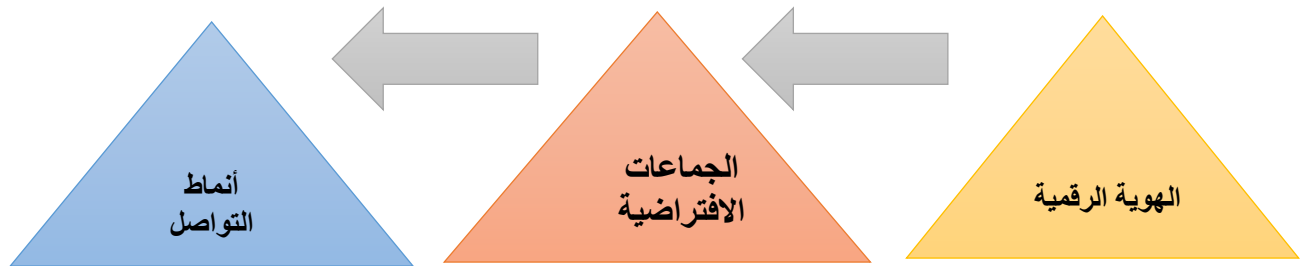 الهوية الرقمية
الجماعات
الافتراضية
أنماط
التواصل